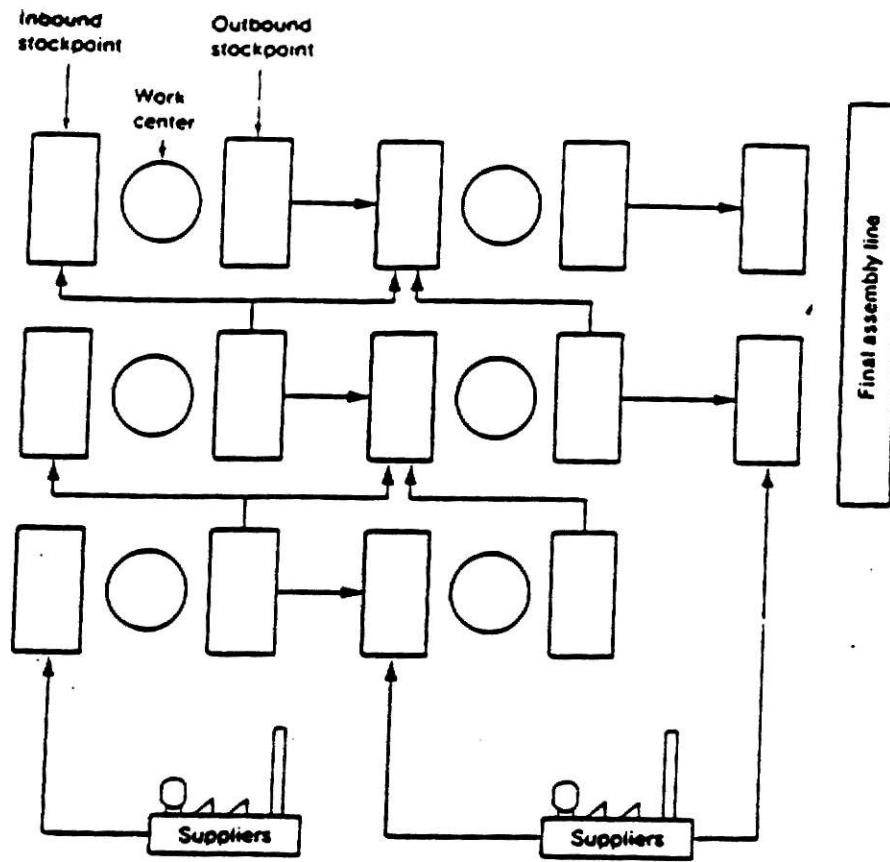 Inbound
stockpoint
Outbound
stockpoint
Work
center
Final assembly line
Suppliers
Suppliers